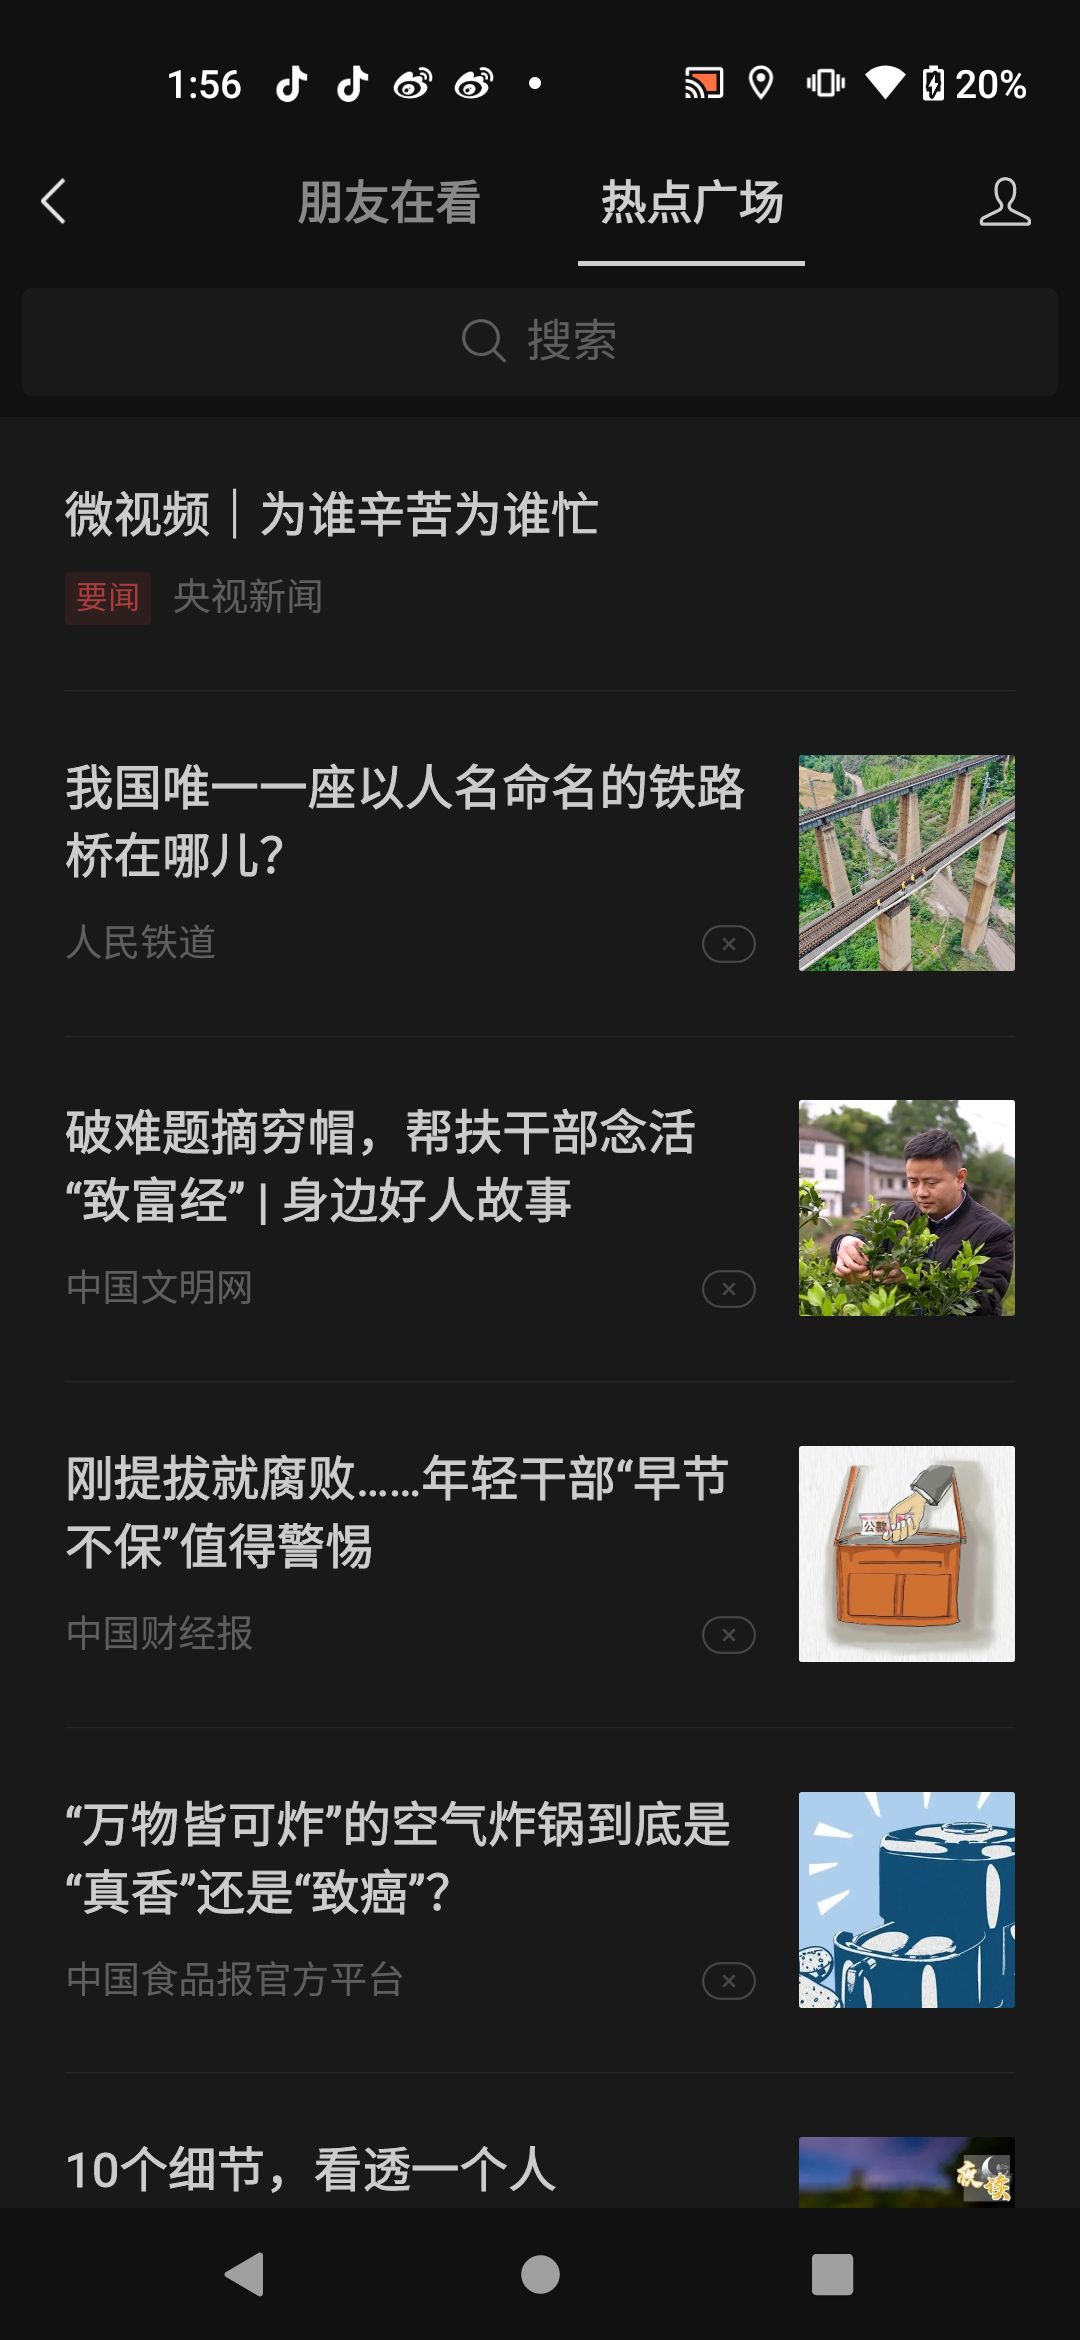 1:56
20%
朋友在看
热点广场
搜索
微视频｜为谁辛苦为谁忙
要闻 央视新闻
我国唯一一座以人名命名的铁路
桥在哪儿？
人民铁道
破难题摘穷帽，帮扶干部念活
“致富经” | 身边好人故事
中国文明网
刚提拔就腐败……年轻干部“早节
不保”值得警惕
公款
中国财经报
“万物皆可炸”的空气炸锅到底是
“真香”还是“致癌”？
中国食品报官方平台
10个细节，看透一个人
夜读